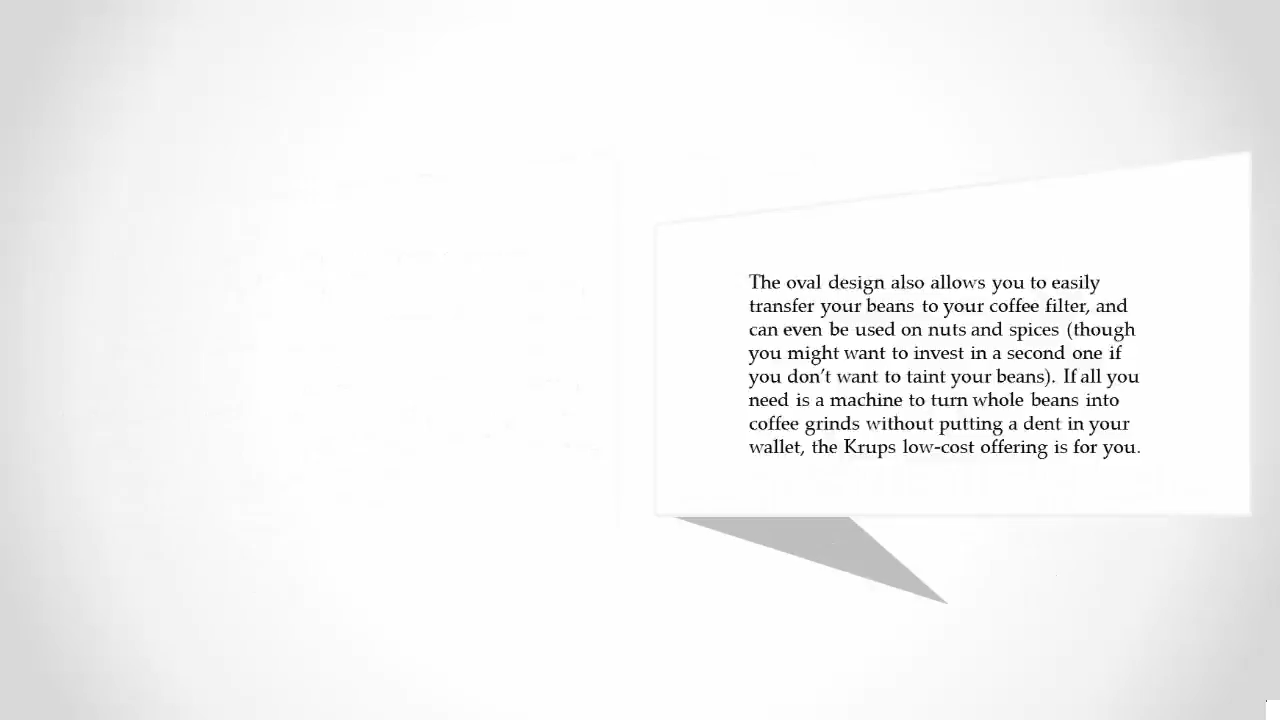 The oval design also allows you to easily
transfer your beans to your coffee filter, and
can even be used on nuts and spices (though
you might want to invest in a second one if
you don't want to taint your beans). If all you
need is a machine to turn whole beans into
coffee grinds without putting a dent in your
wallet, the Krups low-cost offering is for you.